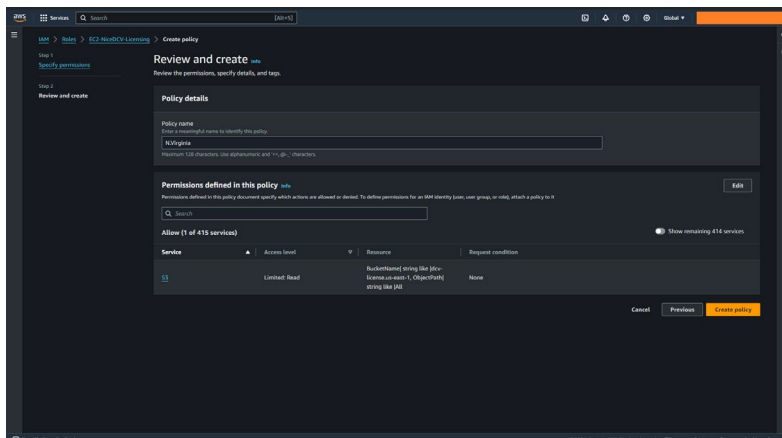 aws
Services
Search
[Alt+S]
Global
IAM > Roles > EC2-NiceDCV-Licensing > Create policy
Step 1
Specify permissions
Step 2
Review and create
Review and create Info
Review the permissions, specify details, and tags.
Policy details
Policy name
Enter a meaningful name to identify this policy.
N.Virginia
Maximum 128 characters. Use alphanumeric and '+=,.@-_' characters.
Permissions defined in this policy Info
Edit
Permissions defined in this policy document specify which actions are allowed or denied. To define permissions for an IAM identity (user, user group, or role), attach a policy to it
Search
Allow (1 of 415 services)
Show remaining 414 services
Service
Access level
Resource
Request condition
S3
Limited: Read
BucketName| string like |dcv-
license.us-east-1, ObjectPath|
string like |All
None
Cancel
Previous
Create policy